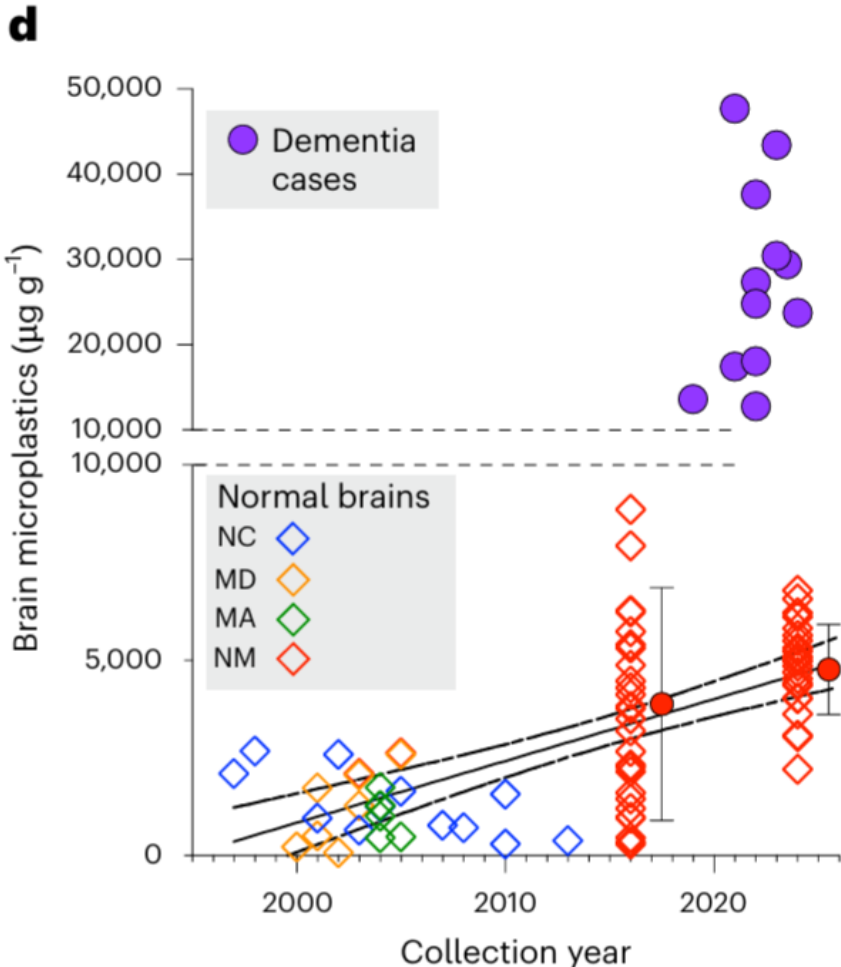 d
50,000
Dementia
cases
40,000
30,000
20,000
10,000
10,000
Normal brains
NC
MD
MA
NM
5,000
0
Brain microplastics (µg g⁻¹)
2000 2010 2020
Collection year